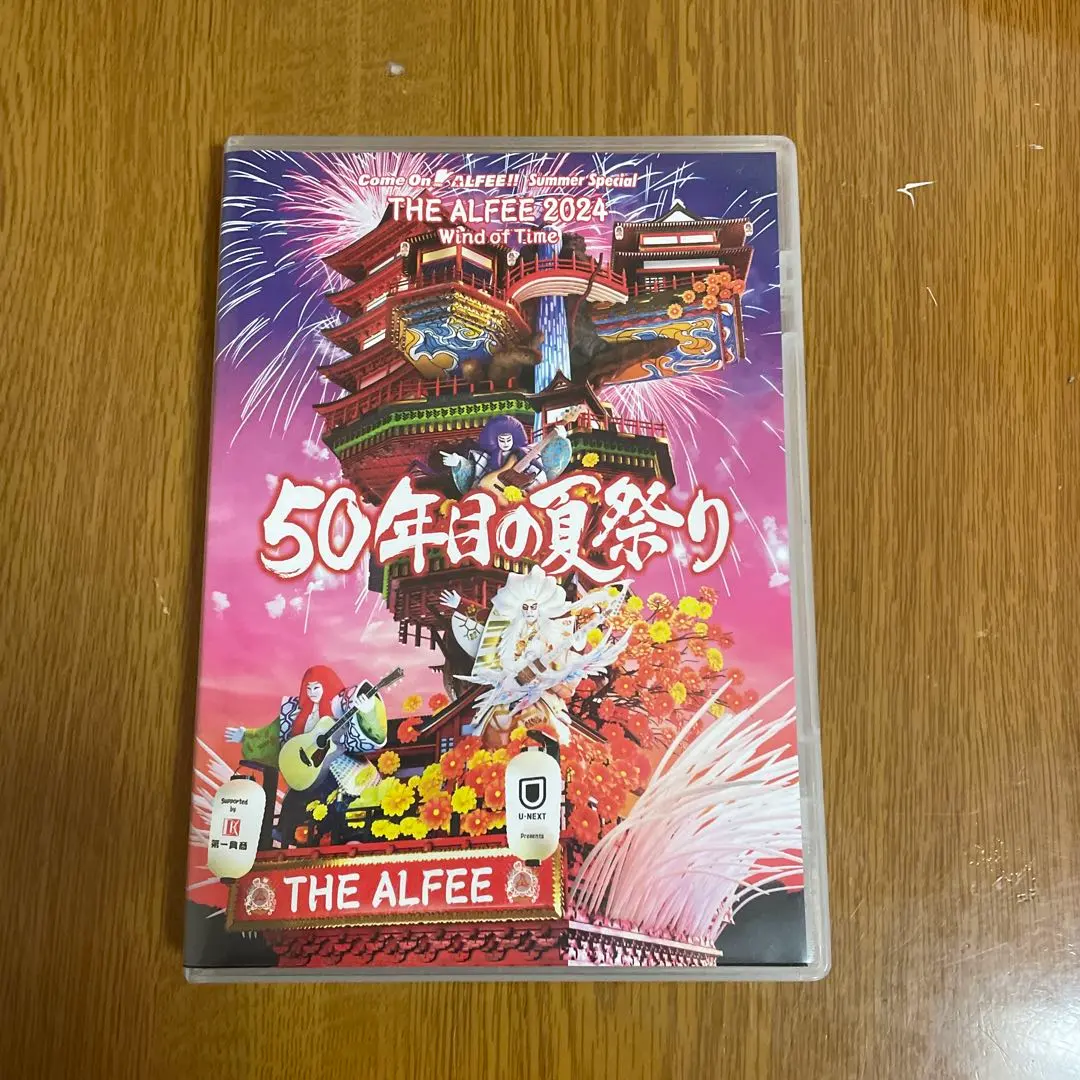 Come On! ALFEE!! Summer Special
THE ALFEE 2024
Wind of Time
50年目の夏祭り
Supported
by
第一興商
U-NEXT
Presents
THE ALFEE